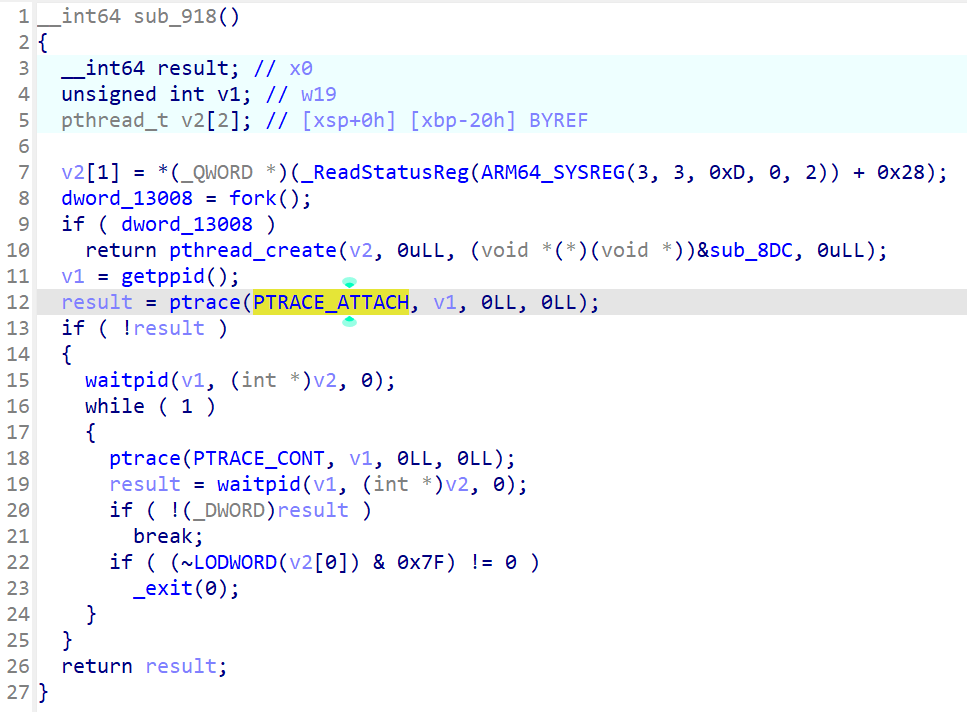 1 __int64 sub_918()
2 {
3 __int64 result; // x0
4 unsigned int v1; // w19
5 pthread_t v2[2]; // [xsp+0h] [xbp-20h] BYREF
6
7 v2[1] = *(_QWORD *)(_ReadStatusReg(ARM64_SYSREG(3, 3, 0xD, 0, 2)) + 0x28);
8 dword_13008 = fork();
9 if ( dword_13008 )
10 return pthread_create(v2, 0uLL, (void *(*)(void *))&sub_8DC, 0uLL);
11 v1 = getppid();
12 result = ptrace(PTRACE_ATTACH, v1, 0LL, 0LL);
13 if ( !result )
14 {
15 waitpid(v1, (int *)v2, 0);
16 while ( 1 )
17 {
18 ptrace(PTRACE_CONT, v1, 0LL, 0LL);
19 result = waitpid(v1, (int *)v2, 0);
20 if ( !(_DWORD)result )
21 break;
22 if ( (~LODWORD(v2[0]) & 0x7F) != 0 )
23 _exit(0);
24 }
25 }
26 return result;
27 }